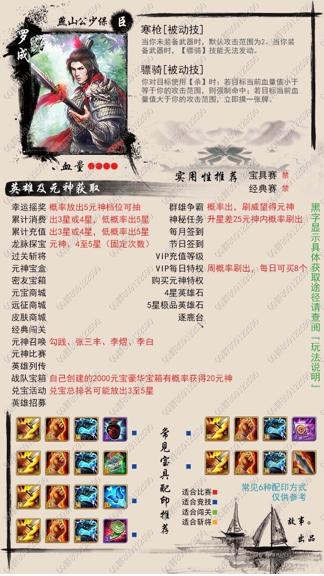 罗成
燕山公少保
臣
寒枪[被动技]
当你未装备武器时，默认攻击范围为2。当你装备武器时，【骠骑】技能无法发动。
骠骑[被动技]
你对目标使用【杀】时：若目标当前血量值小于等于你的攻击范围，则强制命中；若目标当前血量值大于你的攻击范围，立即摸一张牌。
血量
实用性推荐
宝具赛 禁
经典赛 禁
英雄及元神获取
幸运摇奖 概率放出5元神档位可抽
累计消费 出3星或4星，低概率出5星
累计充值 出3星或4星，低概率出5星
龙脉探宝 元神、4至5星（固定次数）
过关斩将
元神宝盒
密友宝箱
元宝商城
远征商城
皮肤商城
经典闯关
元神召唤 勾践、张三丰、李煜、李白
元神比赛
英雄列传
战队宝箱 自己创建的2000元宝豪华宝箱有概率获得20元神
兑宝活动 兑宝总排名可能放出3至5星
英雄招募
群雄争霸 概率出，刷威望得元神
神秘任务 升星差25元神内概率刷出
每月签到
节日签到
VIP充值等级
VIP每日特权 周概率刷出，每日可买8个
购买元神特权
4星英雄石
5星极品英雄石
逐鹿台
黑字显示具体获取途径请查阅『玩法说明』
常见宝具配印推荐
适合比赛
适合竞技
适合闯关
适合斩将
常见6种配印方式
仅供参考
故事。
出品